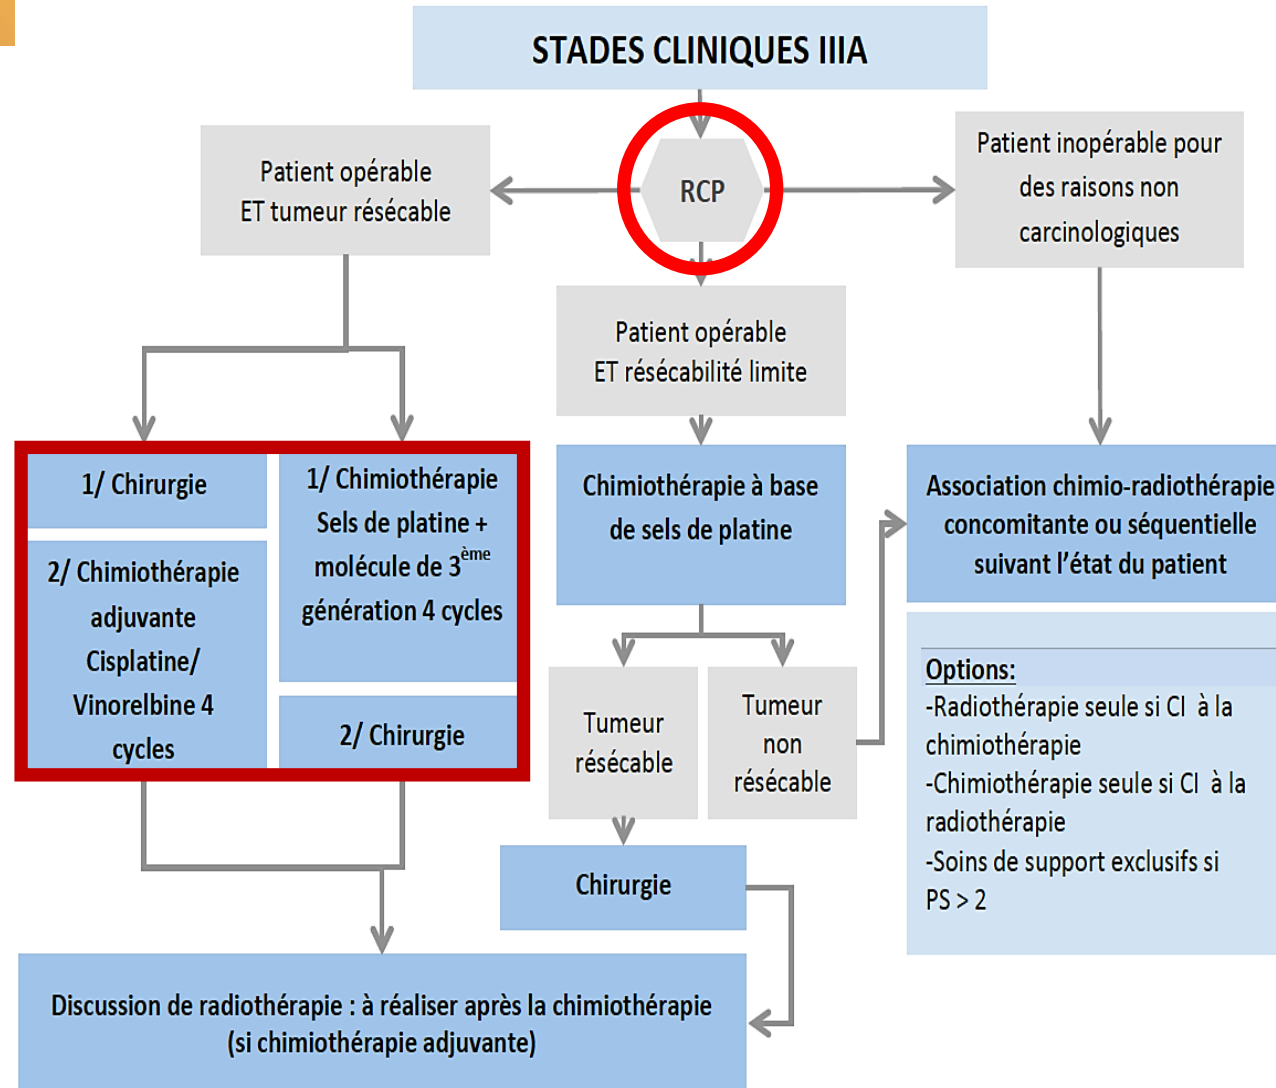 STADES CLINIQUES IIIA
Patient opérable
ET tumeur résécable
RCP
Patient inopérable pour
des raisons non
carcinologiques
Patient opérable
ET résécabilité limite
1/ Chirurgie
2/ Chimiothérapie
adjuvante
Cisplatine/
Vinorelbine 4
cycles
1/ Chimiothérapie
Sels de platine +
molécule de 3ème
génération 4 cycles
2/ Chirurgie
Chimiothérapie à base
de sels de platine
Association chimio-radiothérapie
concomitante ou séquentielle
suivant l’état du patient
Tumeur
résécable
Tumeur
non
résécable
Options:
-Radiothérapie seule si CI à la
chimiothérapie
-Chimiothérapie seule si CI à la
radiothérapie
-Soins de support exclusifs si
PS > 2
Chirurgie
Discussion de radiothérapie : à réaliser après la chimiothérapie
(si chimiothérapie adjuvante)